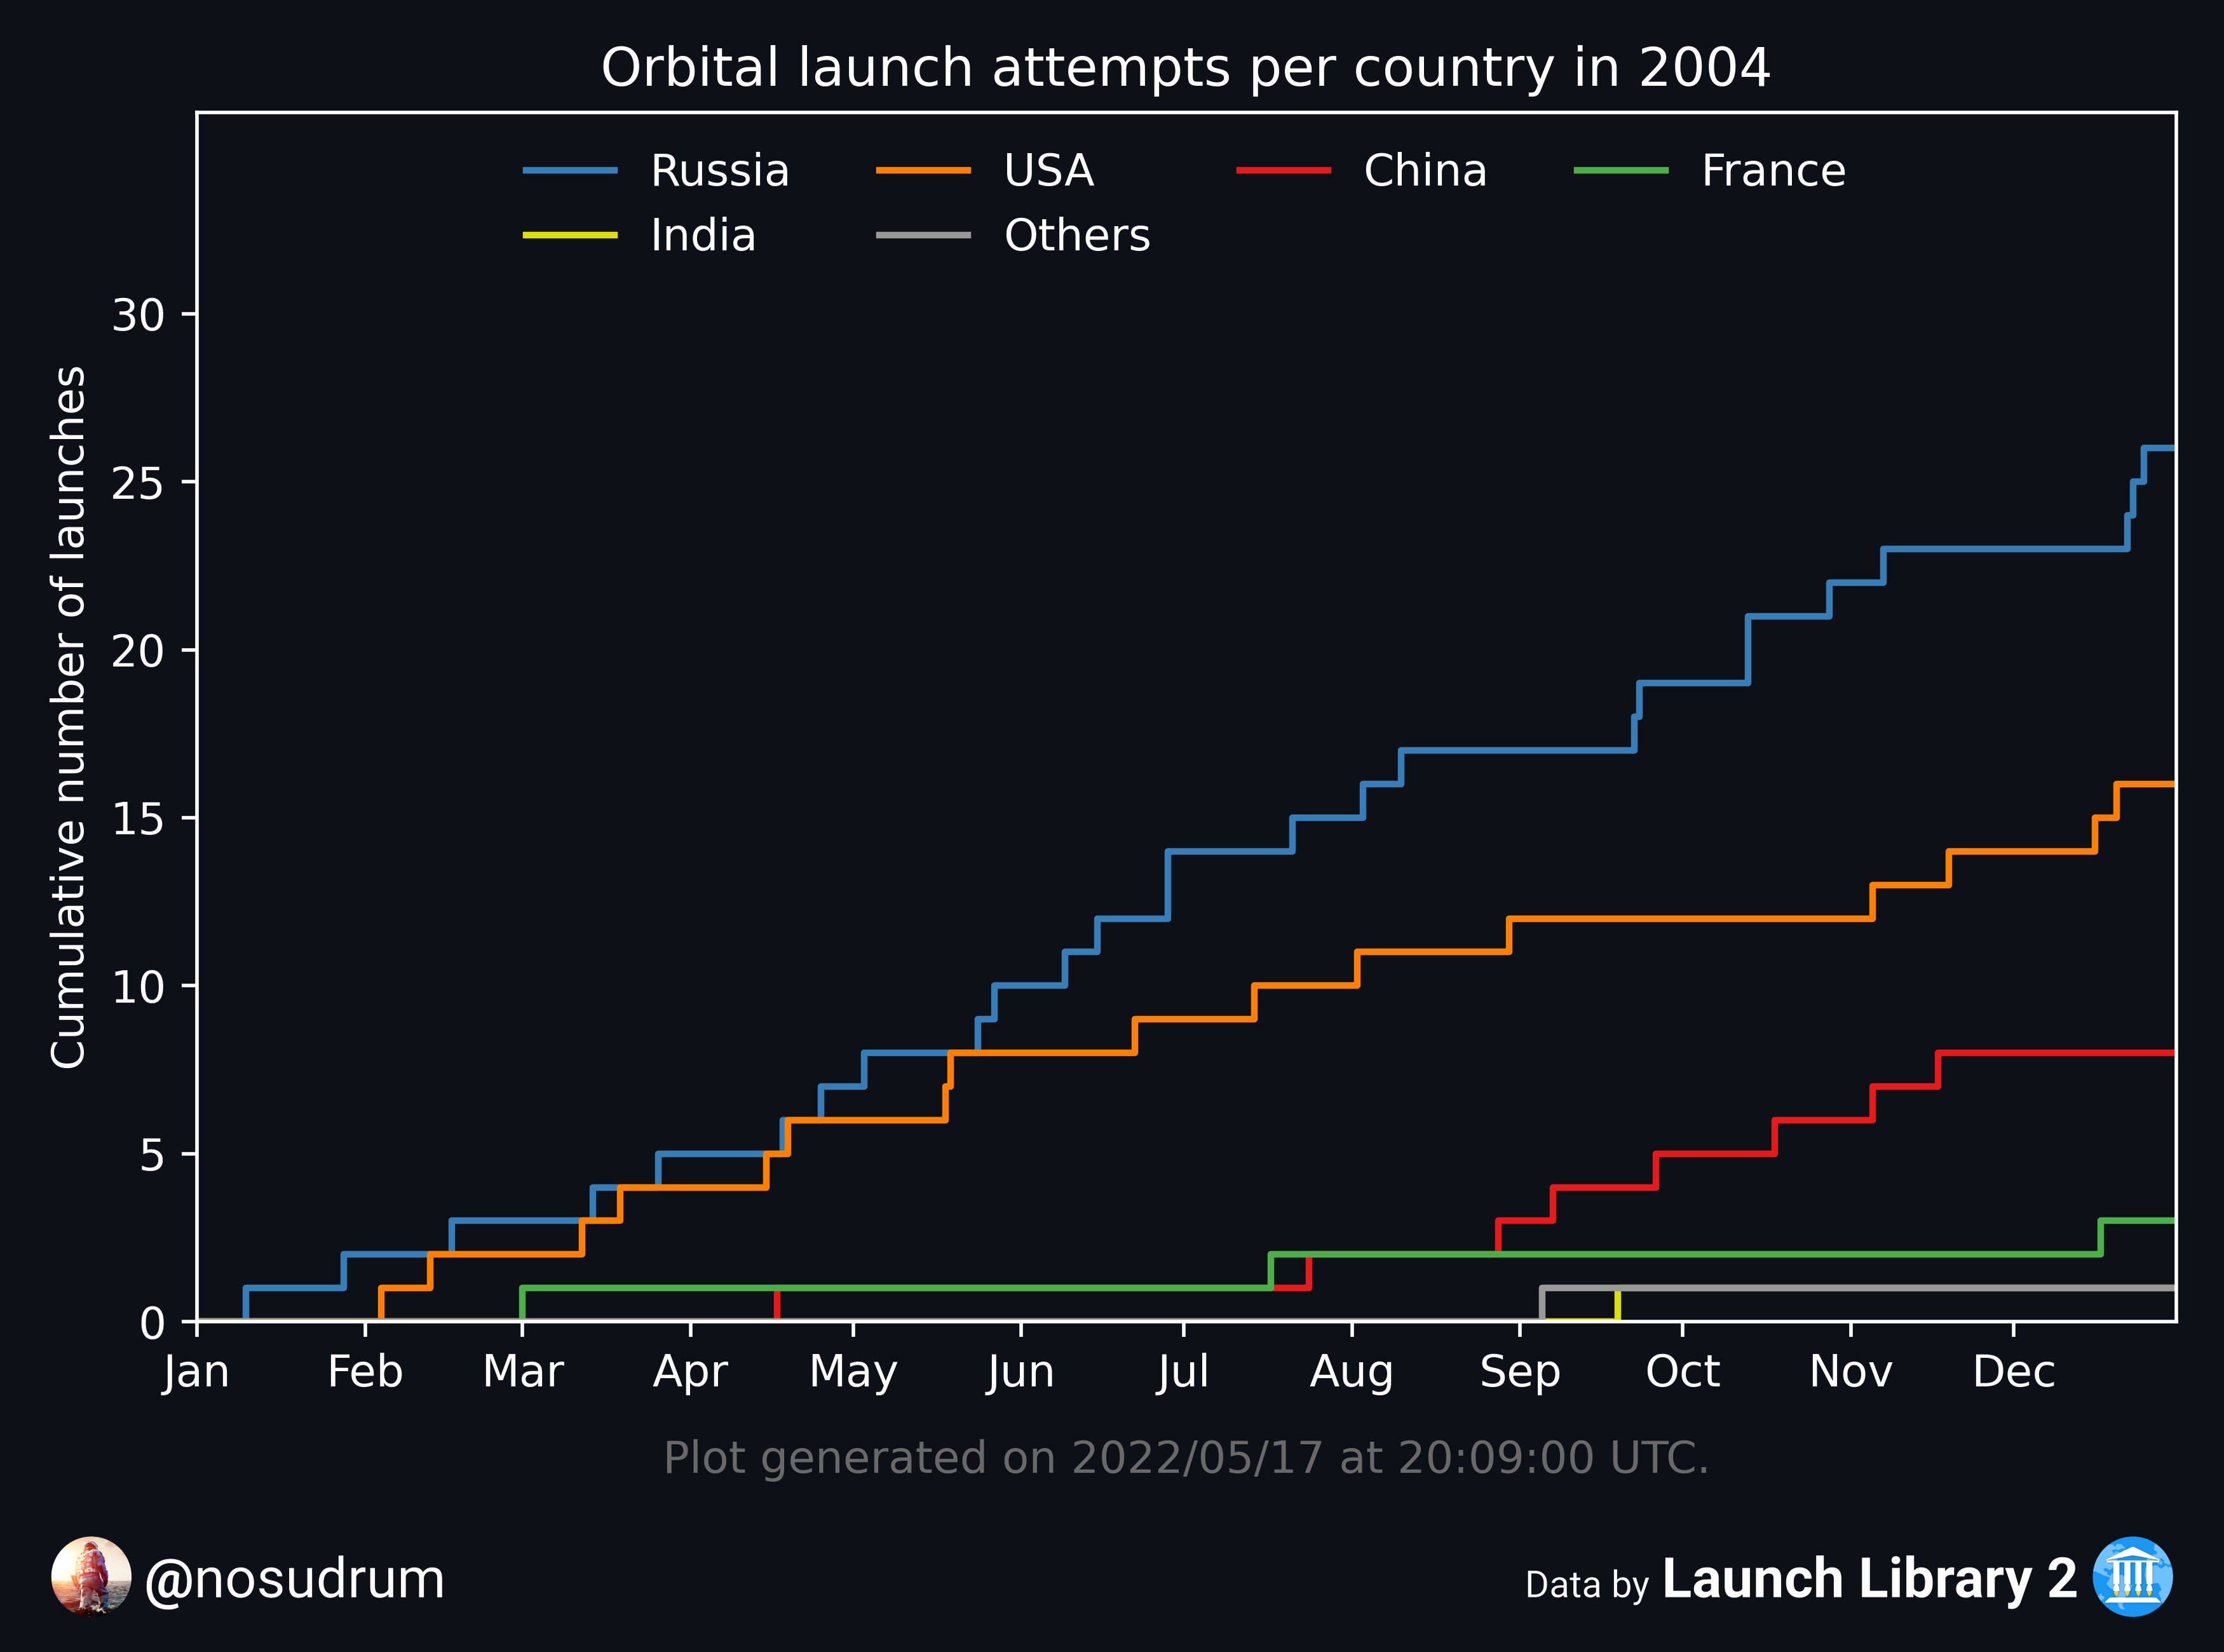 Orbital launch attempts per country in 2004
Russia USA China France
India Others
Cumulative number of launches
30
25
20
15
10
5
0
Jan Feb Mar Apr May Jun Jul Aug Sep Oct Nov Dec
Plot generated on 2022/05/17 at 20:09:00 UTC.
@nosudrum
Data by Launch Library 2